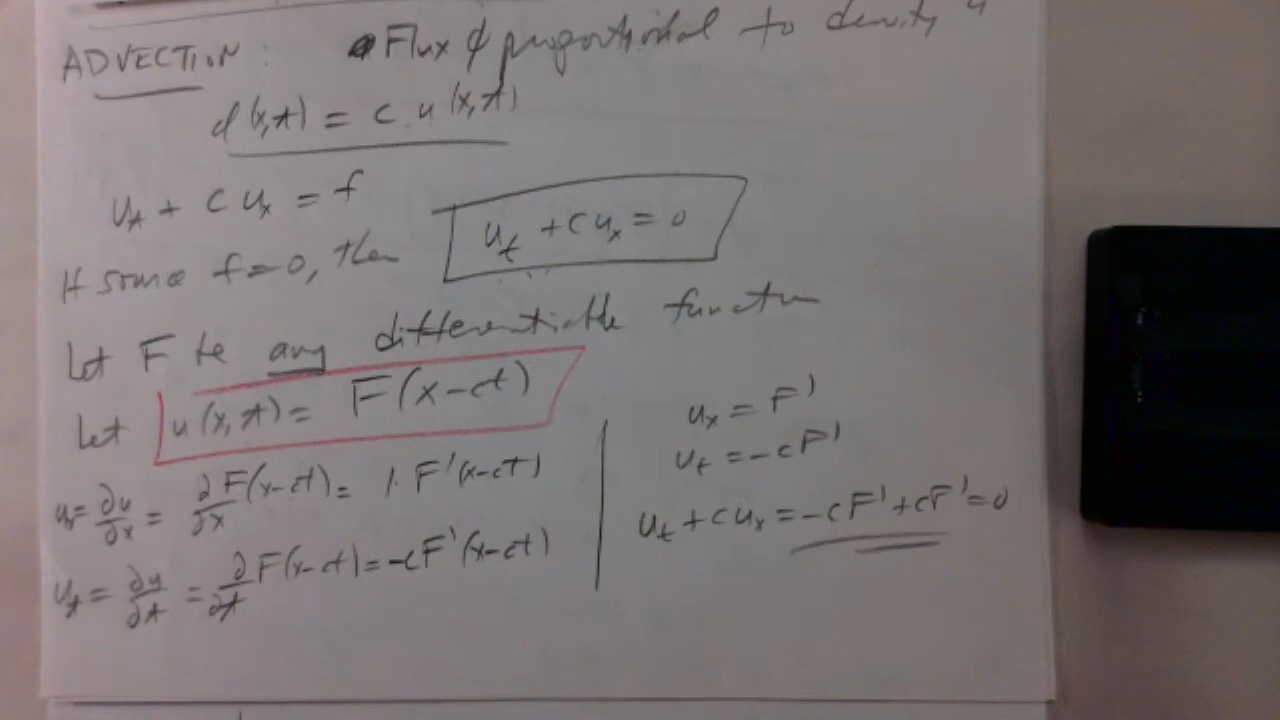 ADVECTION: Flux ϕ proportional to density u
ϕ(x,t) = c u(x,t)
u_t + c u_x = f
If some f = 0, then u_t + c u_x = 0
Let F be any differentiable function
Let u(x,t) = F(x-ct)
u_x = ∂u/∂x = ∂/∂x F(x-ct) = 1. F'(x-ct)
u_t = ∂u/∂t = ∂/∂t F(x-ct) = -cF'(x-ct)
u_x = F'
u_t = -cF'
u_t + c u_x = -cF' + cF' = 0